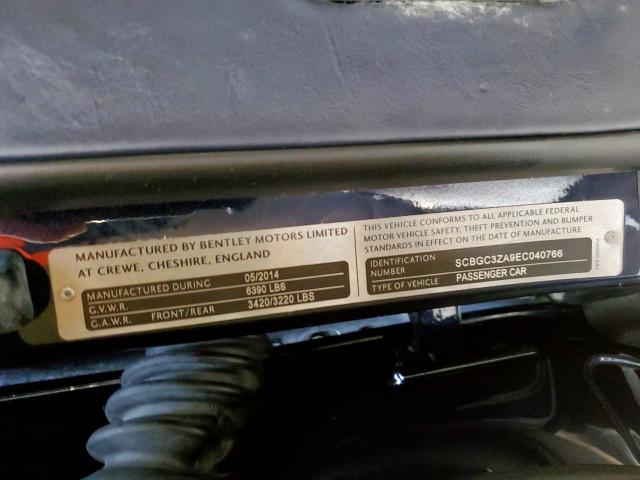 MANUFACTURED BY BENTLEY MOTORS LIMITED
AT CREWE, CHESHIRE, ENGLAND
MANUFACTURED DURING 05/2014
G.V.W.R. 6390 LBS
G.A.W.R. FRONT/REAR 3420/3220 LBS
THIS VEHICLE CONFORMS TO ALL APPLICABLE FEDERAL
MOTOR VEHICLE SAFETY, THEFT PREVENTION AND BUMPER
STANDARDS IN EFFECT ON THE DATE OF MANUFACTURE
IDENTIFICATION
NUMBER SCBGC3ZA9EC040766
TYPE OF VEHICLE PASSENGER CAR